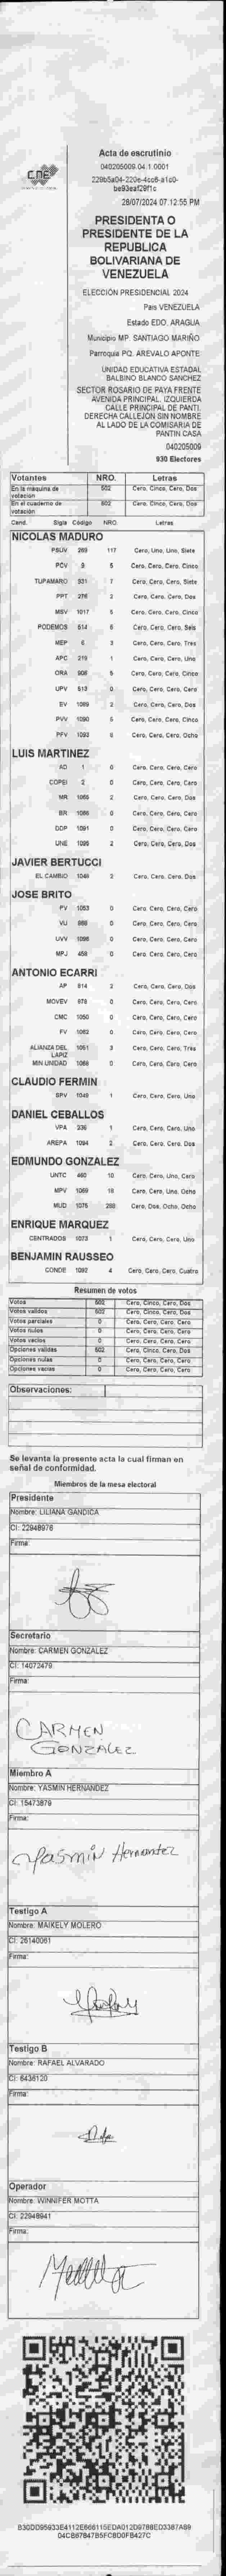 CNE
Acta de escrutinio
040205009.04.1.0001
229b5a04-220e-4cc6-a1c0-
be93eaf29f1c
28/07/2024 07:12:55 PM
PRESIDENTA O
PRESIDENTE DE LA
REPUBLICA
BOLIVARIANA DE
VENEZUELA
ELECCIÓN PRESIDENCIAL 2024
País VENEZUELA
Estado EDO. ARAGUA
Municipio MP. SANTIAGO MARIÑO
Parroquia PQ. AREVALO APONTE
UNIDAD EDUCATIVA ESTADAL
BALBINO BLANCO SANCHEZ
SECTOR ROSARIO DE PAYA FRENTE
AVENIDA PRINCIPAL. IZQUIERDA
CALLE PRINCIPAL DE PANTI.
DERECHA CALLEJON SIN NOMBRE
AL LADO DE LA COMISARIA DE
PANTIN CASA
040205009
930 Electores
Votantes NRO. Letras
En la maquina de votación 502 Cero, Cinco, Cero, Dos
En el cuaderno de votación 502 Cero, Cinco, Cero, Dos
Cand. Sigla Código NRO. Letras
NICOLAS MADURO
PSUV 269 117 Cero, Uno, Uno, Siete
PCV 9 5 Cero, Cero, Cero, Cinco
TUPAMARO 931 7 Cero, Cero, Cero, Siete
PPT 276 2 Cero, Cero, Cero, Dos
MSV 1017 5 Cero, Cero, Cero, Cinco
PODEMOS 514 6 Cero, Cero, Cero, Seis
MEP 6 3 Cero, Cero, Cero, Tres
APC 219 1 Cero, Cero, Cero, Uno
ORA 908 5 Cero, Cero, Cero, Cinco
UPV 513 0 Cero, Cero, Cero, Cero
EV 1089 2 Cero, Cero, Cero, Dos
PVV 1090 5 Cero, Cero, Cero, Cinco
PFV 1093 8 Cero, Cero, Cero, Ocho
LUIS MARTINEZ
AD 1 0 Cero, Cero, Cero, Cero
COPEI 2 0 Cero, Cero, Cero, Cero
MR 1056 2 Cero, Cero, Cero, Dos
BR 1086 0 Cero, Cero, Cero, Cero
DDP 1091 0 Cero, Cero, Cero, Cero
UNE 1095 2 Cero, Cero, Cero, Dos
JAVIER BERTUCCI
EL CAMBIO 1048 2 Cero, Cero, Cero, Dos
JOSE BRITO
PV 1053 0 Cero, Cero, Cero, Cero
VU 888 0 Cero, Cero, Cero, Cero
UVV 1096 0 Cero, Cero, Cero, Cero
MPJ 458 0 Cero, Cero, Cero, Cero
ANTONIO ECARRI
AP 914 2 Cero, Cero, Cero, Dos
MOVEV 978 0 Cero, Cero, Cero, Cero
CMC 1050 0 Cero, Cero, Cero, Cero
FV 1062 0 Cero, Cero, Cero, Cero
ALIANZA DEL LAPIZ 1051 3 Cero, Cero, Cero, Tres
MIN UNIDAD 1068 0 Cero, Cero, Cero, Cero
CLAUDIO FERMIN
SPV 1049 1 Cero, Cero, Cero, Uno
DANIEL CEBALLOS
VPA 336 1 Cero, Cero, Cero, Uno
AREPA 1094 2 Cero, Cero, Cero, Dos
EDMUNDO GONZALEZ
UNTC 460 10 Cero, Cero, Uno, Cero
MPV 1069 18 Cero, Cero, Uno, Ocho
MUD 1075 288 Cero, Dos, Ocho, Ocho
ENRIQUE MARQUEZ
CENTRADOS 1073 1 Cero, Cero, Cero, Uno
BENJAMIN RAUSSEO
CONDE 1092 4 Cero, Cero, Cero, Cuatro
Resumen de votos
Votos 502 Cero, Cinco, Cero, Dos
Votos validos 502 Cero, Cinco, Cero, Dos
Votos parciales 0 Cero, Cero, Cero, Cero
Votos nulos 0 Cero, Cero, Cero, Cero
Votos vacios 0 Cero, Cero, Cero, Cero
Opciones validas 502 Cero, Cinco, Cero, Dos
Opciones nulas 0 Cero, Cero, Cero, Cero
Opciones vacias 0 Cero, Cero, Cero, Cero
Observaciones:
Se levanta la presente acta la cual firman en
señal de conformidad.
Miembros de la mesa electoral
Presidente
Nombre: LILIANA GANDICA
CI: 22948976
Firma:
Secretario
Nombre: CARMEN GONZALEZ
CI: 14072479
Firma:
CARMEN
GONZALEZ
Miembro A
Nombre: YASMIN HERNANDEZ
CI: 15473879
Firma:
Yasmin Hernandez
Testigo A
Nombre: MAIKELY MOLERO
CI: 26140061
Firma:
Testigo B
Nombre: RAFAEL ALVARADO
CI: 6436120
Firma:
Operador
Nombre: WINNIFER MOTTA
CI: 22948941
Firma:
B30DD95933E4112E666115EDA012D9788ED3387A89
04CB67847B5FC8D0FB427C